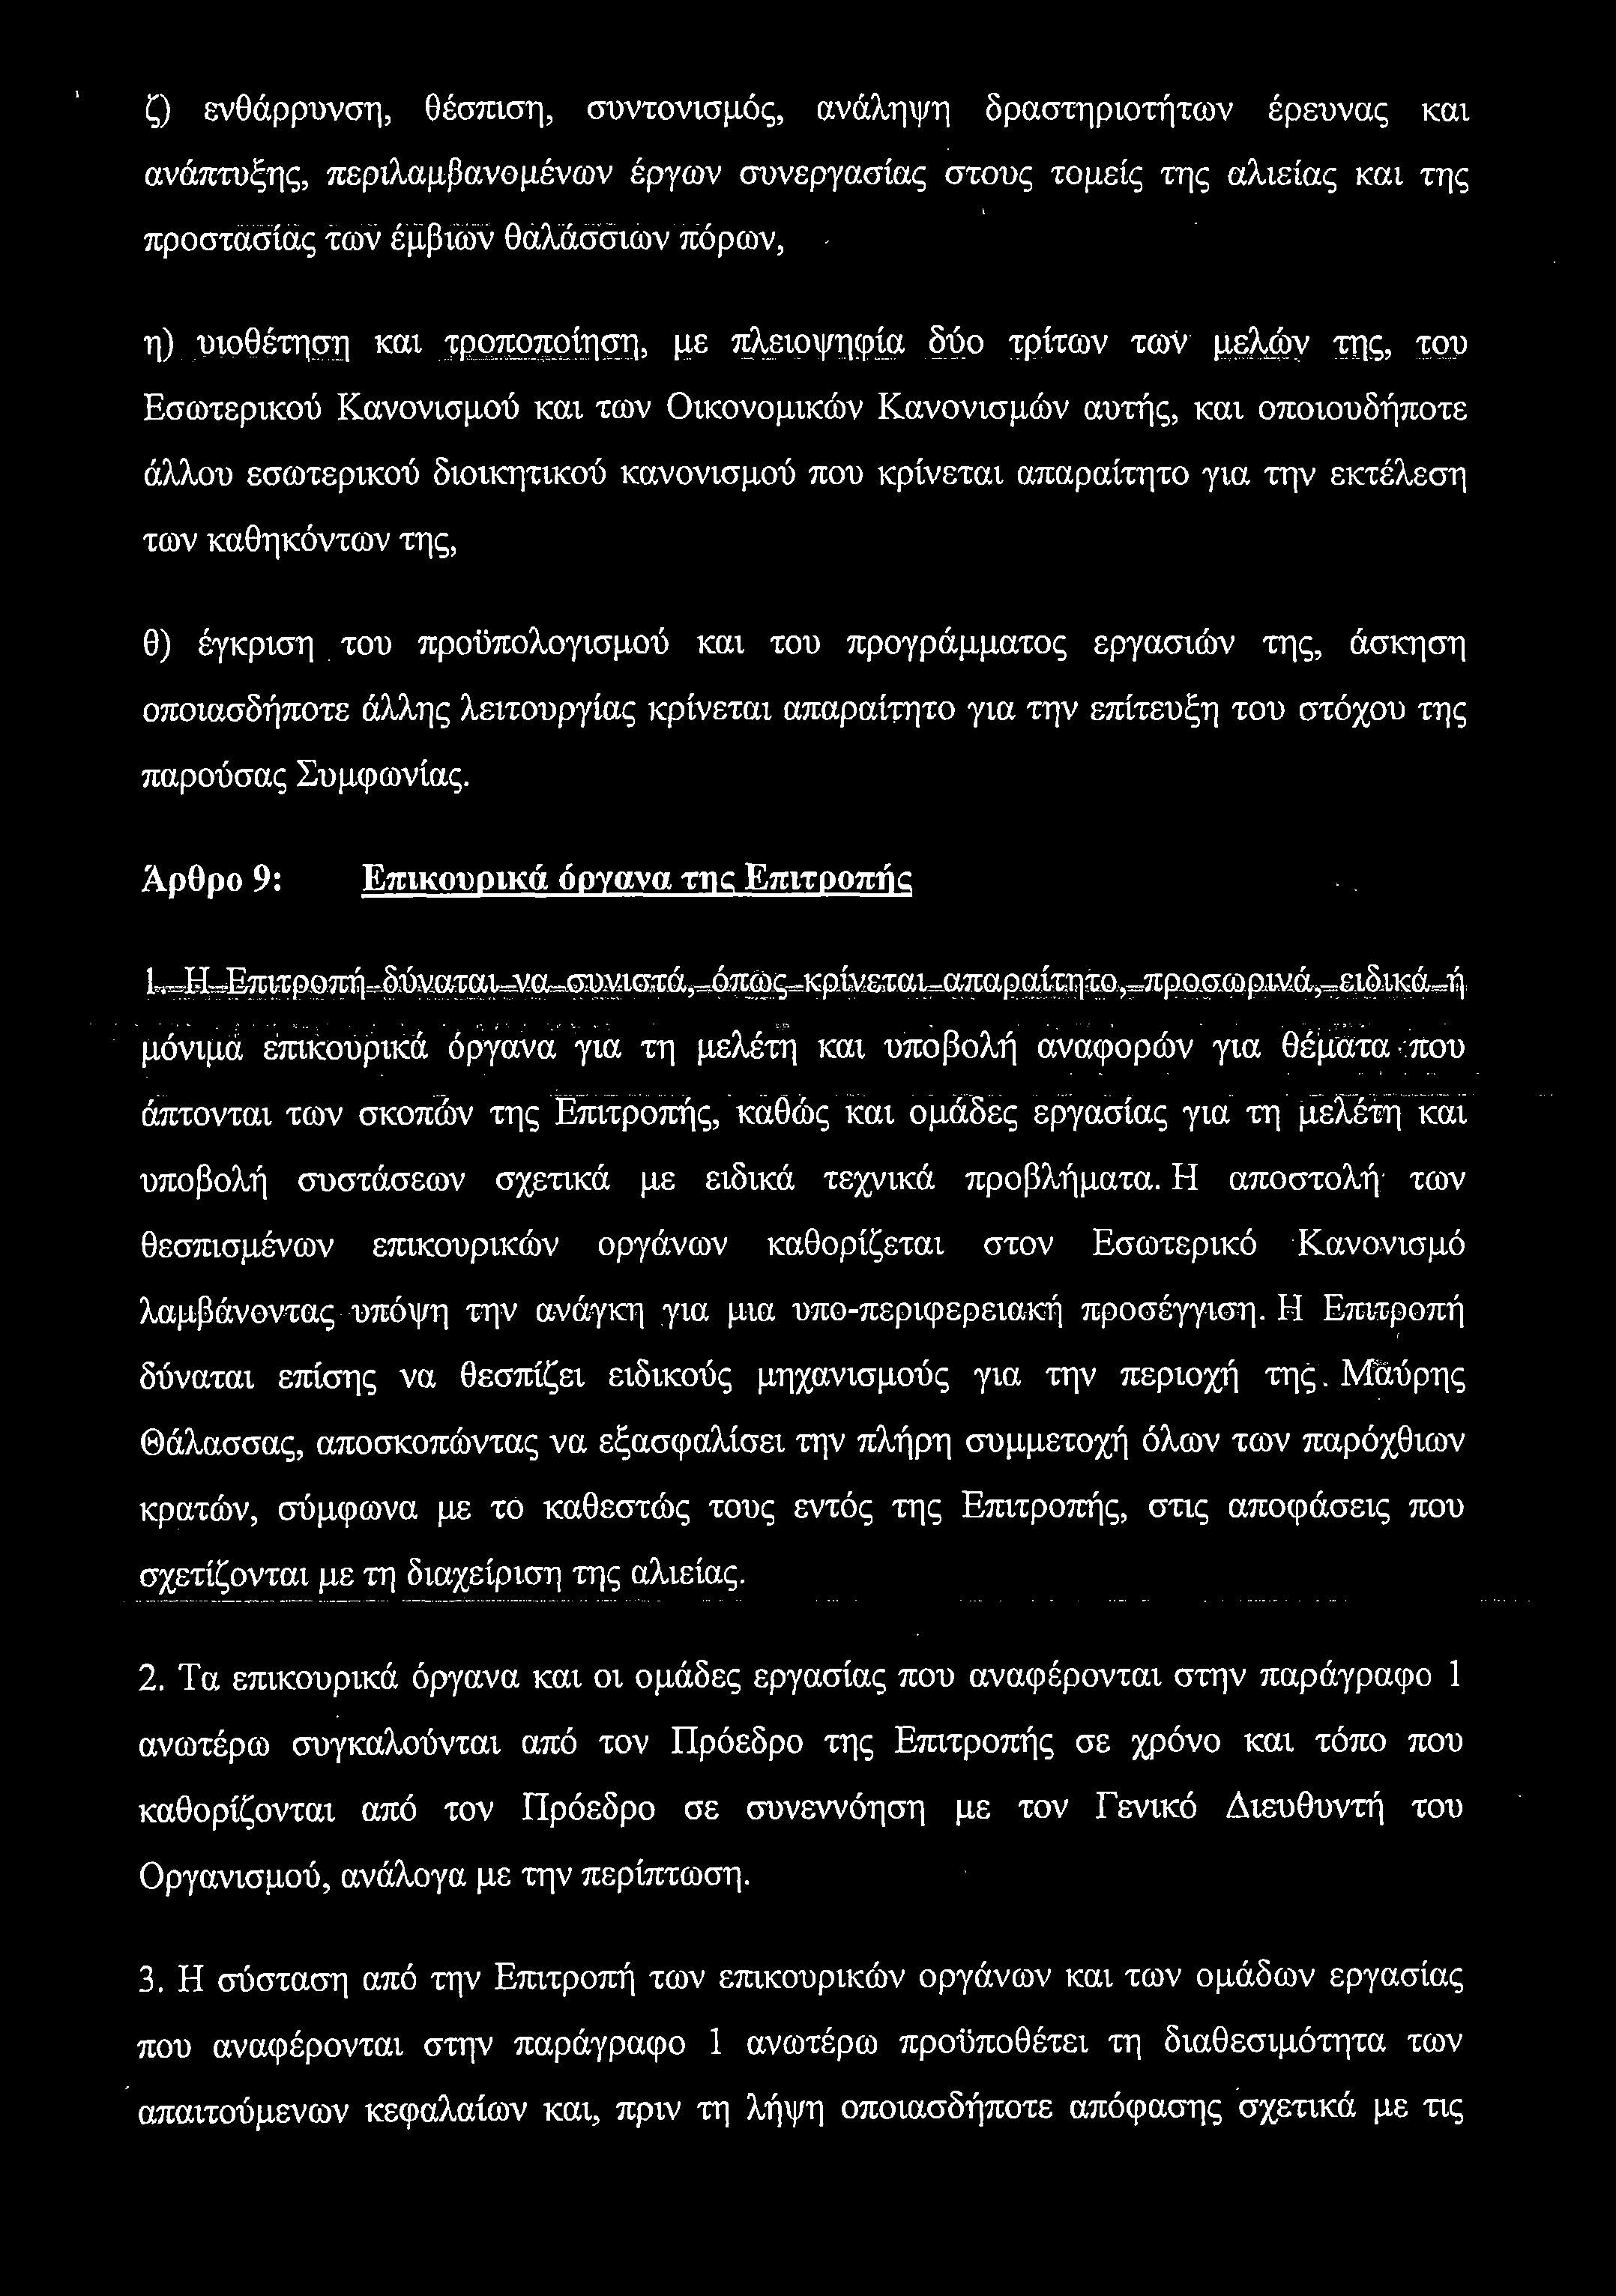 ζ) ενθάρρυνση, θέσπιση, συντονισμός, ανάληψη δραστηριοτήτων έρευνας και
ανάπτυξης, περιλαμβανομένων έργων συνεργασίας στους τομείς της αλιείας και της
προστασίας των έμβιων θαλάσσιων πόρων,
η) υιοθέτηση και τροποποίηση, με πλειοψηφία δύο τρίτων των μελών της, του
Εσωτερικού Κανονισμού και των Οικονομικών Κανονισμών αυτής, και οποιουδήποτε
άλλου εσωτερικού διοικητικού κανονισμού που κρίνεται απαραίτητο για την εκτέλεση
των καθηκόντων της,
θ) έγκριση του προϋπολογισμού και του προγράμματος εργασιών της, άσκηση
οποιασδήποτε άλλης λειτουργίας κρίνεται απαραίτητο για την επίτευξη του στόχου της
παρούσας Συμφωνίας.
Άρθρο 9: Επικουρικά όργανα της Επιτροπής
1. Η Επιτροπή δύναται να συνιστά, όπως κρίνεται απαραίτητο, προσωρινά, ειδικά ή
μόνιμα επικουρικά όργανα για τη μελέτη και υποβολή αναφορών για θέματα που
άπτονται των σκοπών της Επιτροπής, καθώς και ομάδες εργασίας για τη μελέτη και
υποβολή συστάσεων σχετικά με ειδικά τεχνικά προβλήματα. Η αποστολή των
θεσπισμένων επικουρικών οργάνων καθορίζεται στον Εσωτερικό Κανονισμό
λαμβάνοντας υπόψη την ανάγκη για μια υπο-περιφερειακή προσέγγιση. Η Επιτροπή
δύναται επίσης να θεσπίζει ειδικούς μηχανισμούς για την περιοχή της Μαύρης
Θάλασσας, αποσκοπώντας να εξασφαλίσει την πλήρη συμμετοχή όλων των παρόχθιων
κρατών, σύμφωνα με το καθεστώς τους εντός της Επιτροπής, στις αποφάσεις που
σχετίζονται με τη διαχείριση της αλιείας.
2. Τα επικουρικά όργανα και οι ομάδες εργασίας που αναφέρονται στην παράγραφο 1
ανωτέρω συγκαλούνται από τον Πρόεδρο της Επιτροπής σε χρόνο και τόπο που
καθορίζονται από τον Πρόεδρο σε συνεννόηση με τον Γενικό Διευθυντή του
Οργανισμού, ανάλογα με την περίπτωση.
3. Η σύσταση από την Επιτροπή των επικουρικών οργάνων και των ομάδων εργασίας
που αναφέρονται στην παράγραφο 1 ανωτέρω προϋποθέτει τη διαθεσιμότητα των
απαιτούμενων κεφαλαίων και, πριν τη λήψη οποιασδήποτε απόφασης σχετικά με τις